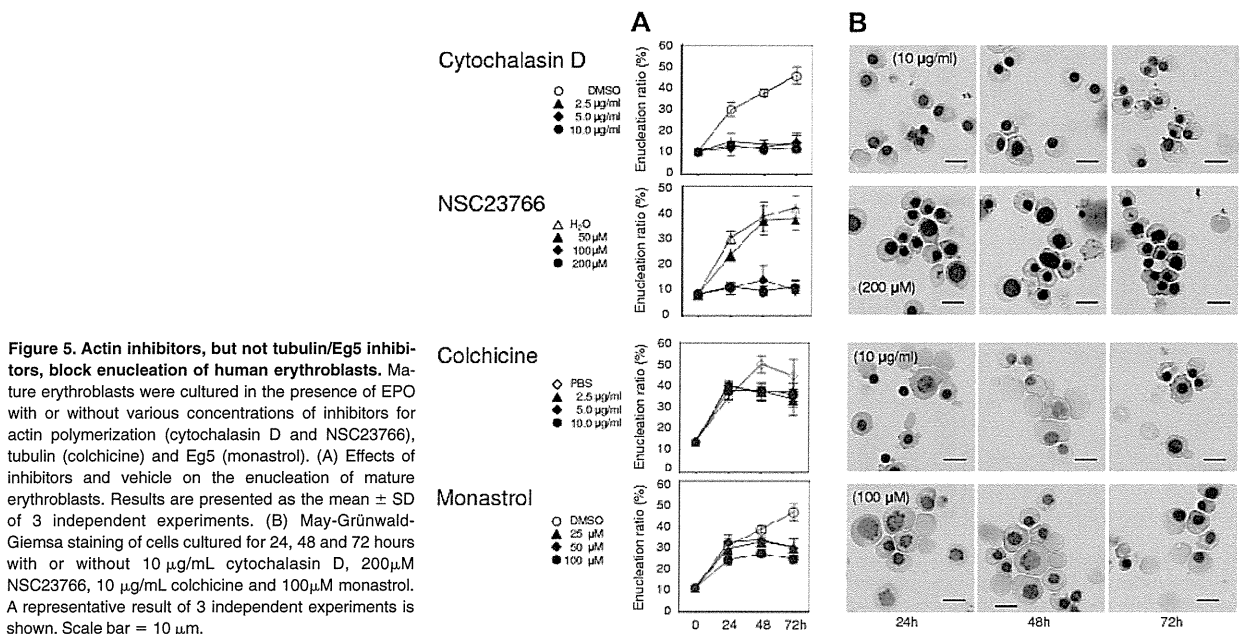 A
B
Cytochalasin D
DMSO
2.5 µg/ml
5.0 µg/ml
10.0 µg/ml
Enucleation ratio (%)
60
50
40
30
20
10
0
(10 µg/ml)
NSC23766
H₂O
50 µM
100 µM
200 µM
Enucleation ratio (%)
50
40
30
20
10
0
(200 µM)
Colchicine
PBS
2.5 µg/ml
5.0 µg/ml
10.0 µg/ml
Enucleation ratio (%)
60
50
40
30
20
10
0
(10 µg/ml)
Monastrol
DMSO
25 µM
50 µM
100 µM
Enucleation ratio (%)
60
50
40
30
20
10
0
0 24 48 72h
(100 µM)
24h 48h 72h
Figure 5. Actin inhibitors, but not tubulin/Eg5 inhibi-
tors, block enucleation of human erythroblasts. Ma-
ture erythroblasts were cultured in the presence of EPO
with or without various concentrations of inhibitors for
actin polymerization (cytochalasin D and NSC23766),
tubulin (colchicine) and Eg5 (monastrol). (A) Effects of
inhibitors and vehicle on the enucleation of mature
erythroblasts. Results are presented as the mean ± SD
of 3 independent experiments. (B) May-Grünwald-
Giemsa staining of cells cultured for 24, 48 and 72 hours
with or without 10 µg/mL cytochalasin D, 200µM
NSC23766, 10 µg/mL colchicine and 100µM monastrol.
A representative result of 3 independent experiments is
shown. Scale bar = 10 µm.